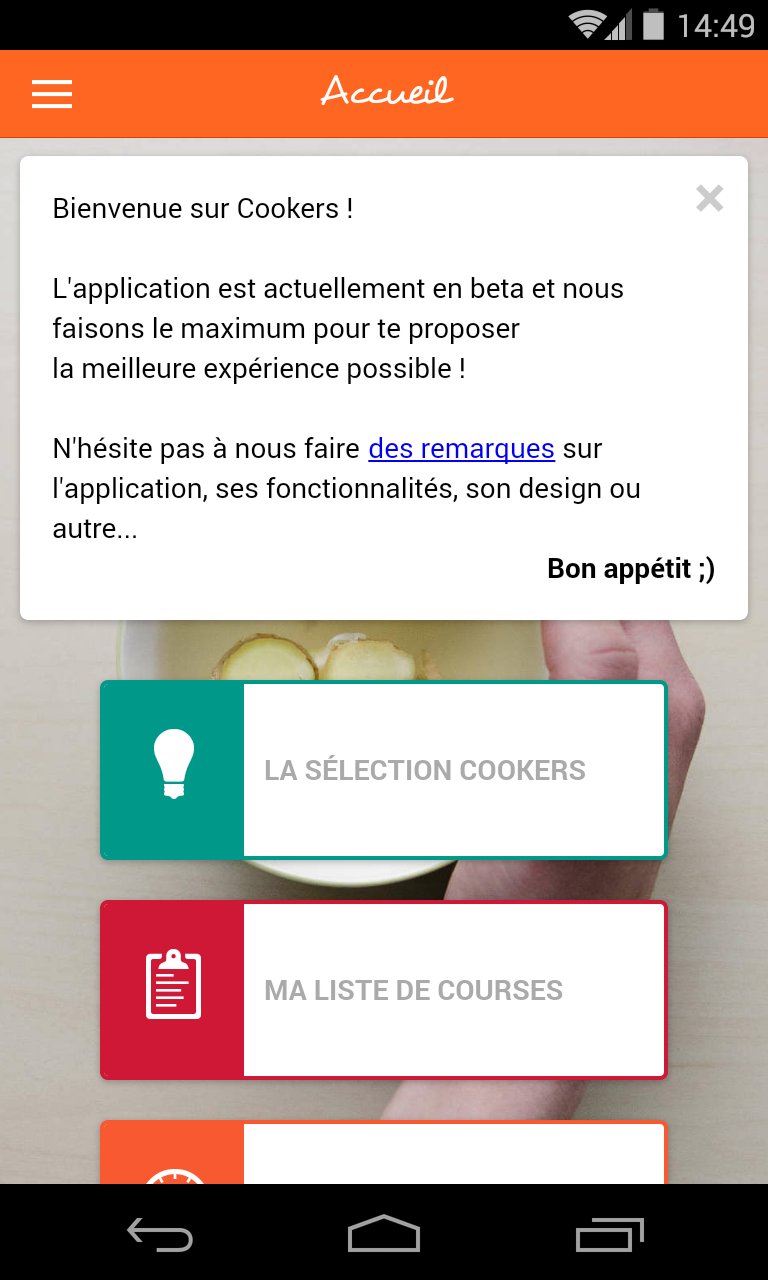 14:49
Accueil
Bienvenue sur Cookers !
L'application est actuellement en beta et nous
faisons le maximum pour te proposer
la meilleure expérience possible !
N'hésite pas à nous faire des remarques sur
l'application, ses fonctionnalités, son design ou
autre...
Bon appétit ;)
LA SÉLECTION COOKERS
MA LISTE DE COURSES